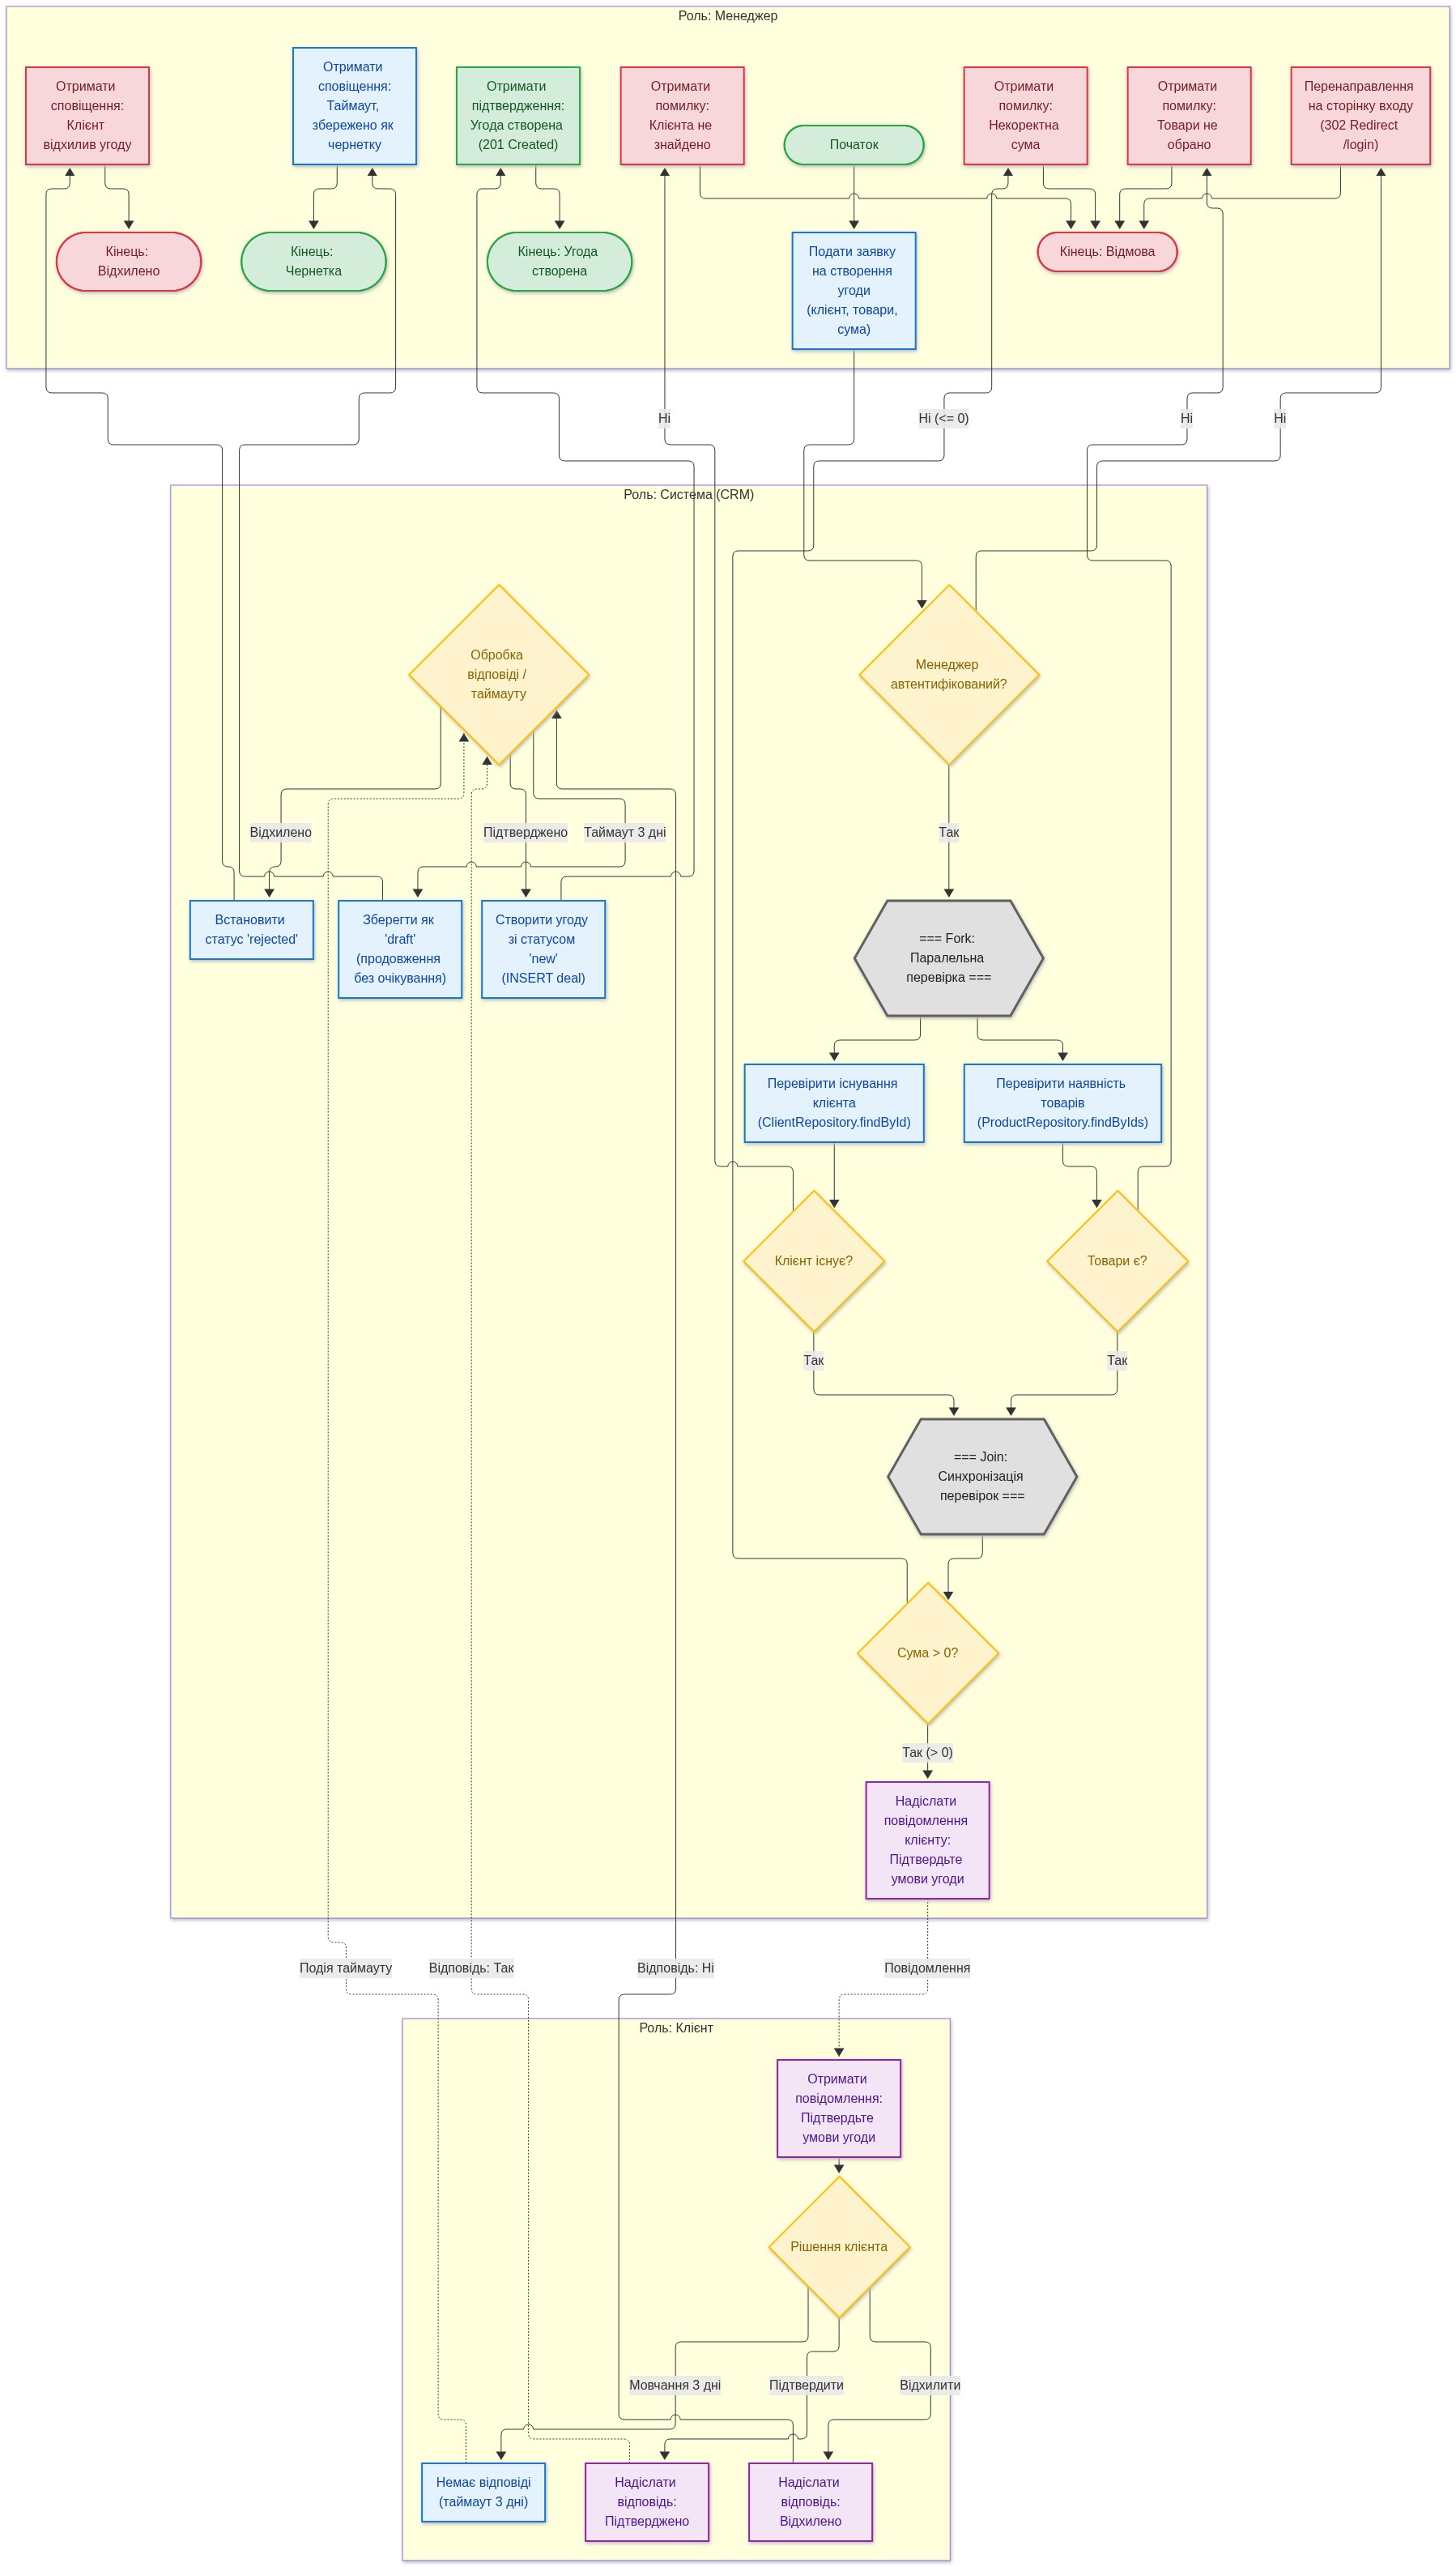 Роль: Менеджер
Отримати
сповіщення:
Клієнт
відхилив угоду
Отримати
сповіщення:
Таймаут,
збережено як
чернетку
Отримати
підтвердження:
Угода створена
(201 Created)
Отримати
помилку:
Клієнта не
знайдено
Початок
Отримати
помилку:
Некоректна
сума
Отримати
помилку:
Товари не
обрано
Перенаправлення
на сторінку входу
(302 Redirect
/login)
Кінець:
Відхилено
Кінець:
Чернетка
Кінець: Угода
створена
Подати заявку
на створення
угоди
(клієнт, товари,
сума)
Кінець: Відмова
Ні
Ні (<= 0)
Ні
Ні
Роль: Система (CRM)
Обробка
відповіді /
таймауту
Менеджер
автентифікований?
Відхилено
Підтверджено
Таймаут 3 дні
Так
Встановити
статус 'rejected'
Зберегти як
'draft'
(продовження
без очікування)
Створити угоду
зі статусом
'new'
(INSERT deal)
=== Fork:
Паралельна
перевірка ===
Перевірити існування
клієнта
(ClientRepository.findById)
Перевірити наявність
товарів
(ProductRepository.findByIds)
Клієнт існує?
Товари є?
Так
Так
=== Join:
Синхронізація
перевірок ===
Сума > 0?
Так (> 0)
Надіслати
повідомлення
клієнту:
Підтвердьте
умови угоди
Подія таймауту
Відповідь: Так
Відповідь: Ні
Повідомлення
Роль: Клієнт
Отримати
повідомлення:
Підтвердьте
умови угоди
Рішення клієнта
Мовчання 3 дні
Підтвердити
Відхилити
Немає відповіді
(таймаут 3 дні)
Надіслати
відповідь:
Підтверджено
Надіслати
відповідь:
Відхилено